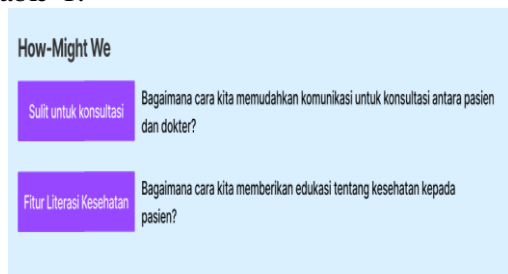 How-Might We
Sulit untuk konsultasi
Bagaimana cara kita memudahkan komunikasi untuk konsultasi antara pasien
dan dokter?
Fitur Literasi Kesehatan
Bagaimana cara kita memberikan edukasi tentang kesehatan kepada
pasien?